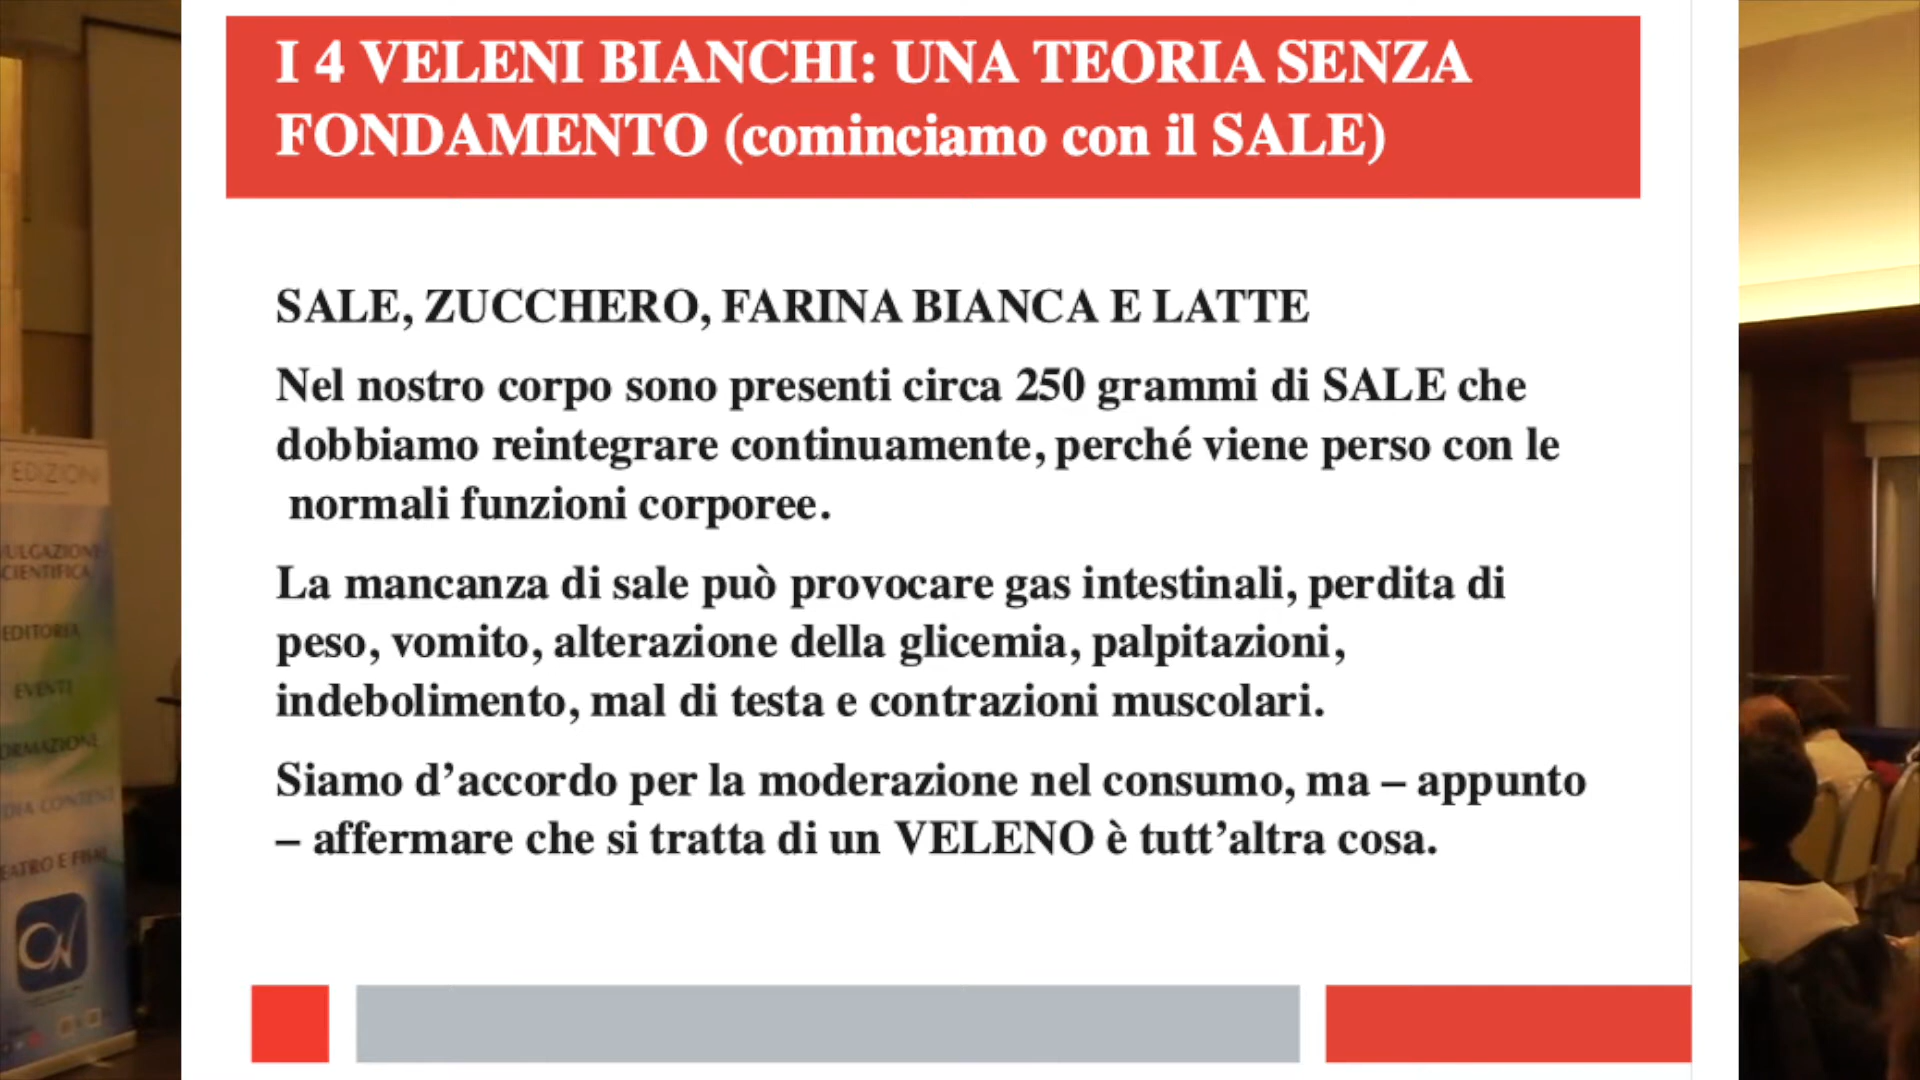 I 4 VELENI BIANCHI: UNA TEORIA SENZA
FONDAMENTO (cominciamo con il SALE)
SALE, ZUCCHERO, FARINA BIANCA E LATTE
Nel nostro corpo sono presenti circa 250 grammi di SALE che
dobbiamo reintegrare continuamente, perché viene perso con le
normali funzioni corporee.
La mancanza di sale può provocare gas intestinali, perdita di
peso, vomito, alterazione della glicemia, palpitazioni,
indebolimento, mal di testa e contrazioni muscolari.
Siamo d’accordo per la moderazione nel consumo, ma – appunto
– affermare che si tratta di un VELENO è tutt’altra cosa.
EDIZIONI
EDITORIA
EVENTI